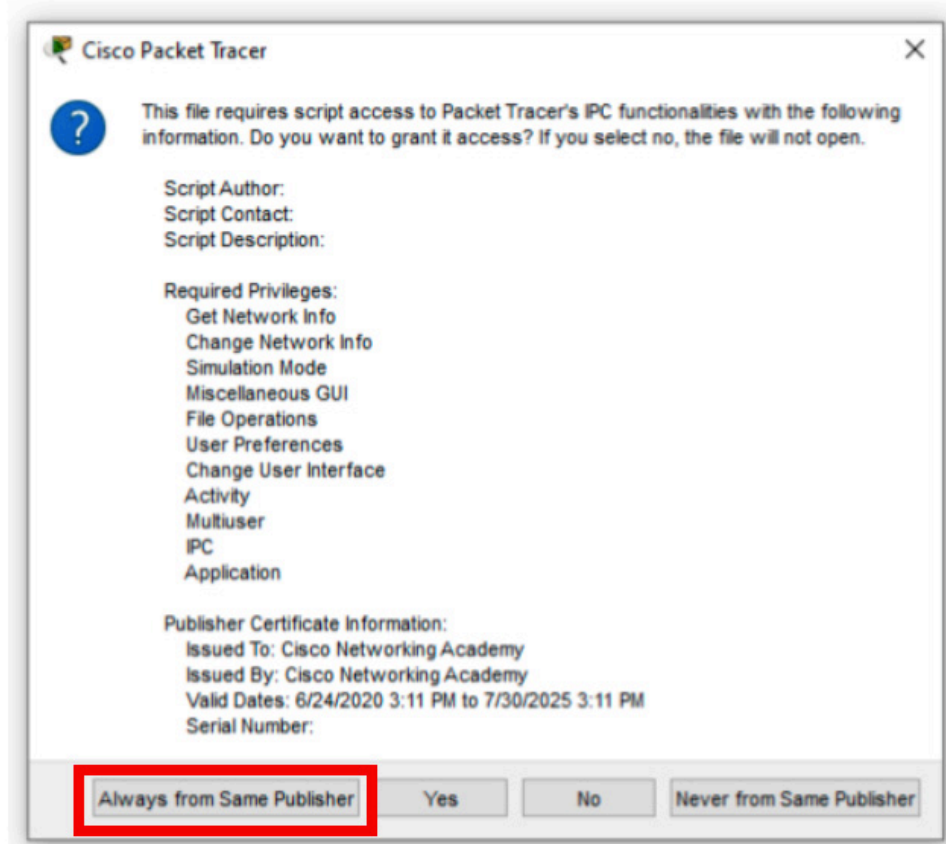 Cisco Packet Tracer
This file requires script access to Packet Tracer's IPC functionalities with the following
information. Do you want to grant it access? If you select no, the file will not open.
Script Author:
Script Contact:
Script Description:
Required Privileges:
Get Network Info
Change Network Info
Simulation Mode
Miscellaneous GUI
File Operations
User Preferences
Change User Interface
Activity
Multiuser
IPC
Application
Publisher Certificate Information:
Issued To: Cisco Networking Academy
Issued By: Cisco Networking Academy
Valid Dates: 6/24/2020 3:11 PM to 7/30/2025 3:11 PM
Serial Number:
Always from Same Publisher Yes No Never from Same Publisher